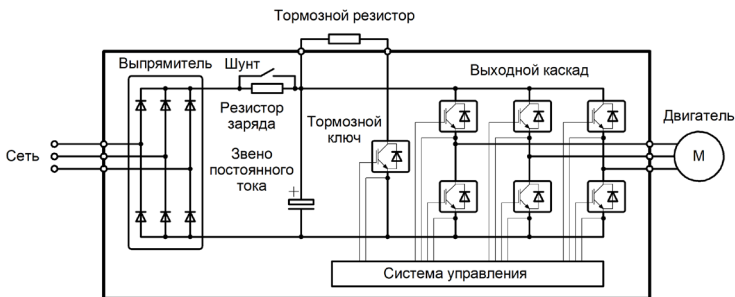 Тормозной резистор
Выпрямитель
Шунт
Выходной каскад
Резистор
заряда
Тормозной
ключ
Двигатель
Сеть
Звено
постоянного
тока
+
M
Система управления